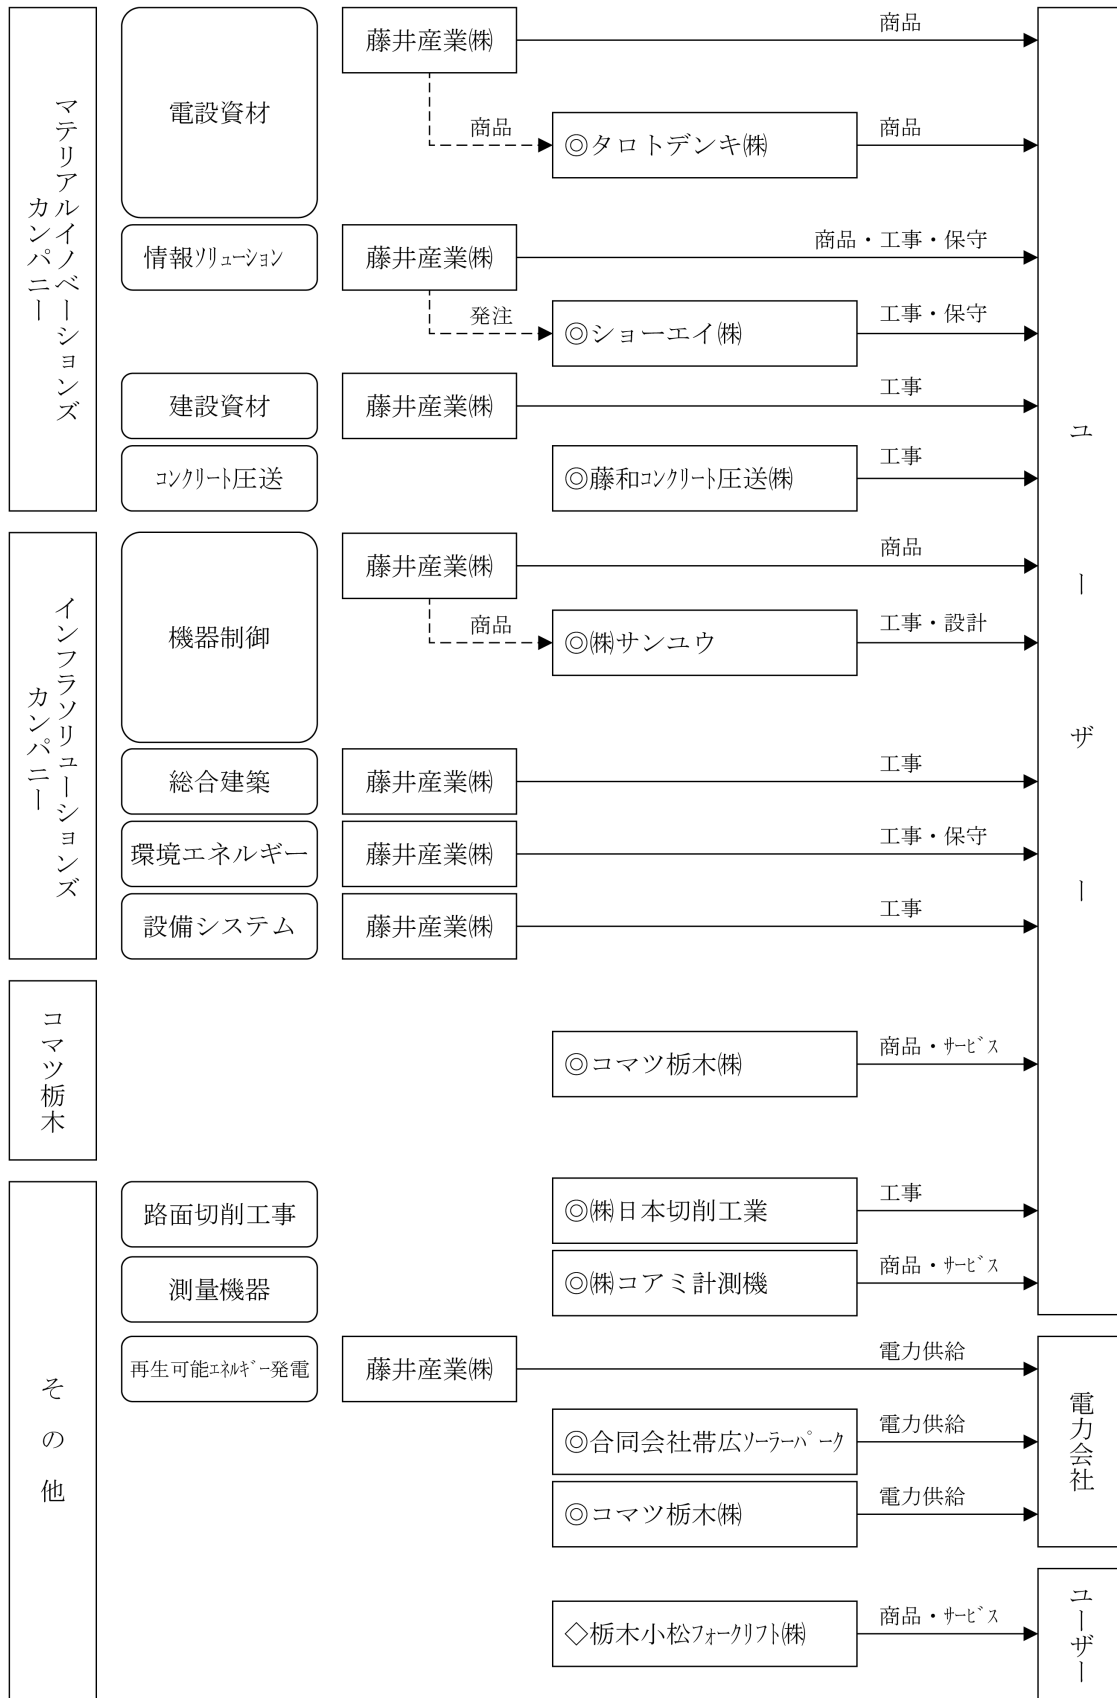 マテリアルイノベーションズ
カンパニー
電設資材
藤井産業㈱
商品
商品
◎タロトデンキ㈱
商品
情報ソリューション
藤井産業㈱
商品・工事・保守
発注
◎ショーエイ㈱
工事・保守
建設資材
藤井産業㈱
工事
コンクリート圧送
◎藤和コンクリート圧送㈱
工事
インフラソリューションズ
カンパニー
機器制御
藤井産業㈱
商品
商品
◎㈱サンユウ
工事・設計
総合建築
藤井産業㈱
工事
環境エネルギー
藤井産業㈱
工事・保守
設備システム
藤井産業㈱
工事
コマツ栃木
◎コマツ栃木㈱
商品・サービス
ユーザー
その他
路面切削工事
◎㈱日本切削工業
工事
測量機器
◎㈱コアミ計測機
商品・サービス
再生可能エネルギー発電
藤井産業㈱
電力供給
◎合同会社帯広ソーラーパーク
電力供給
◎コマツ栃木㈱
電力供給
電力会社
◇栃木小松フォークリフト㈱
商品・サービス
ユーザー